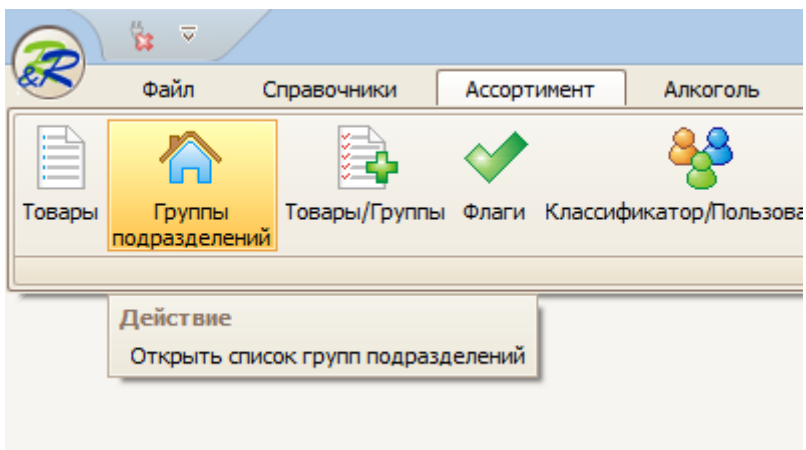 &R
Файл Справочники Ассортимент Алкоголь
Товары Группы подразделений Товары/Группы Флаги Классификатор/Пользова
Действие
Открыть список групп подразделений